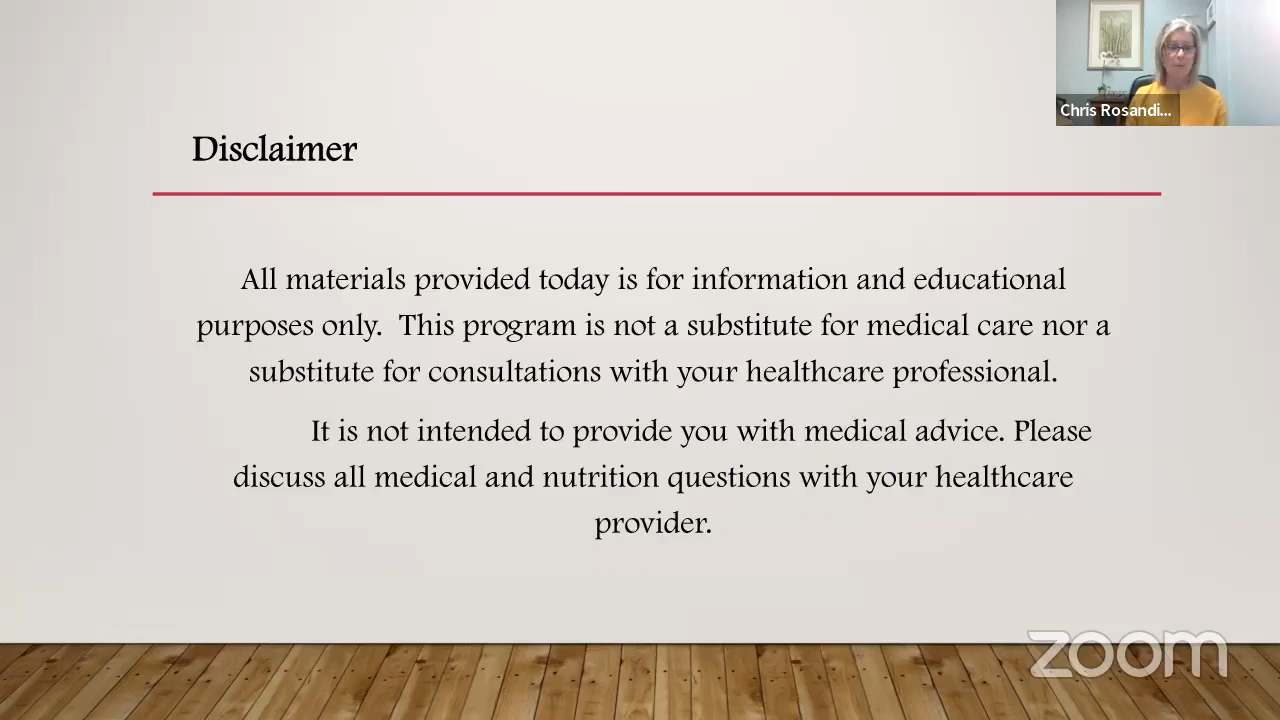 Chris Rosandi...
Disclaimer
All materials provided today is for information and educational
purposes only.  This program is not a substitute for medical care nor a
substitute for consultations with your healthcare professional.
It is not intended to provide you with medical advice. Please
discuss all medical and nutrition questions with your healthcare
provider.
zoom